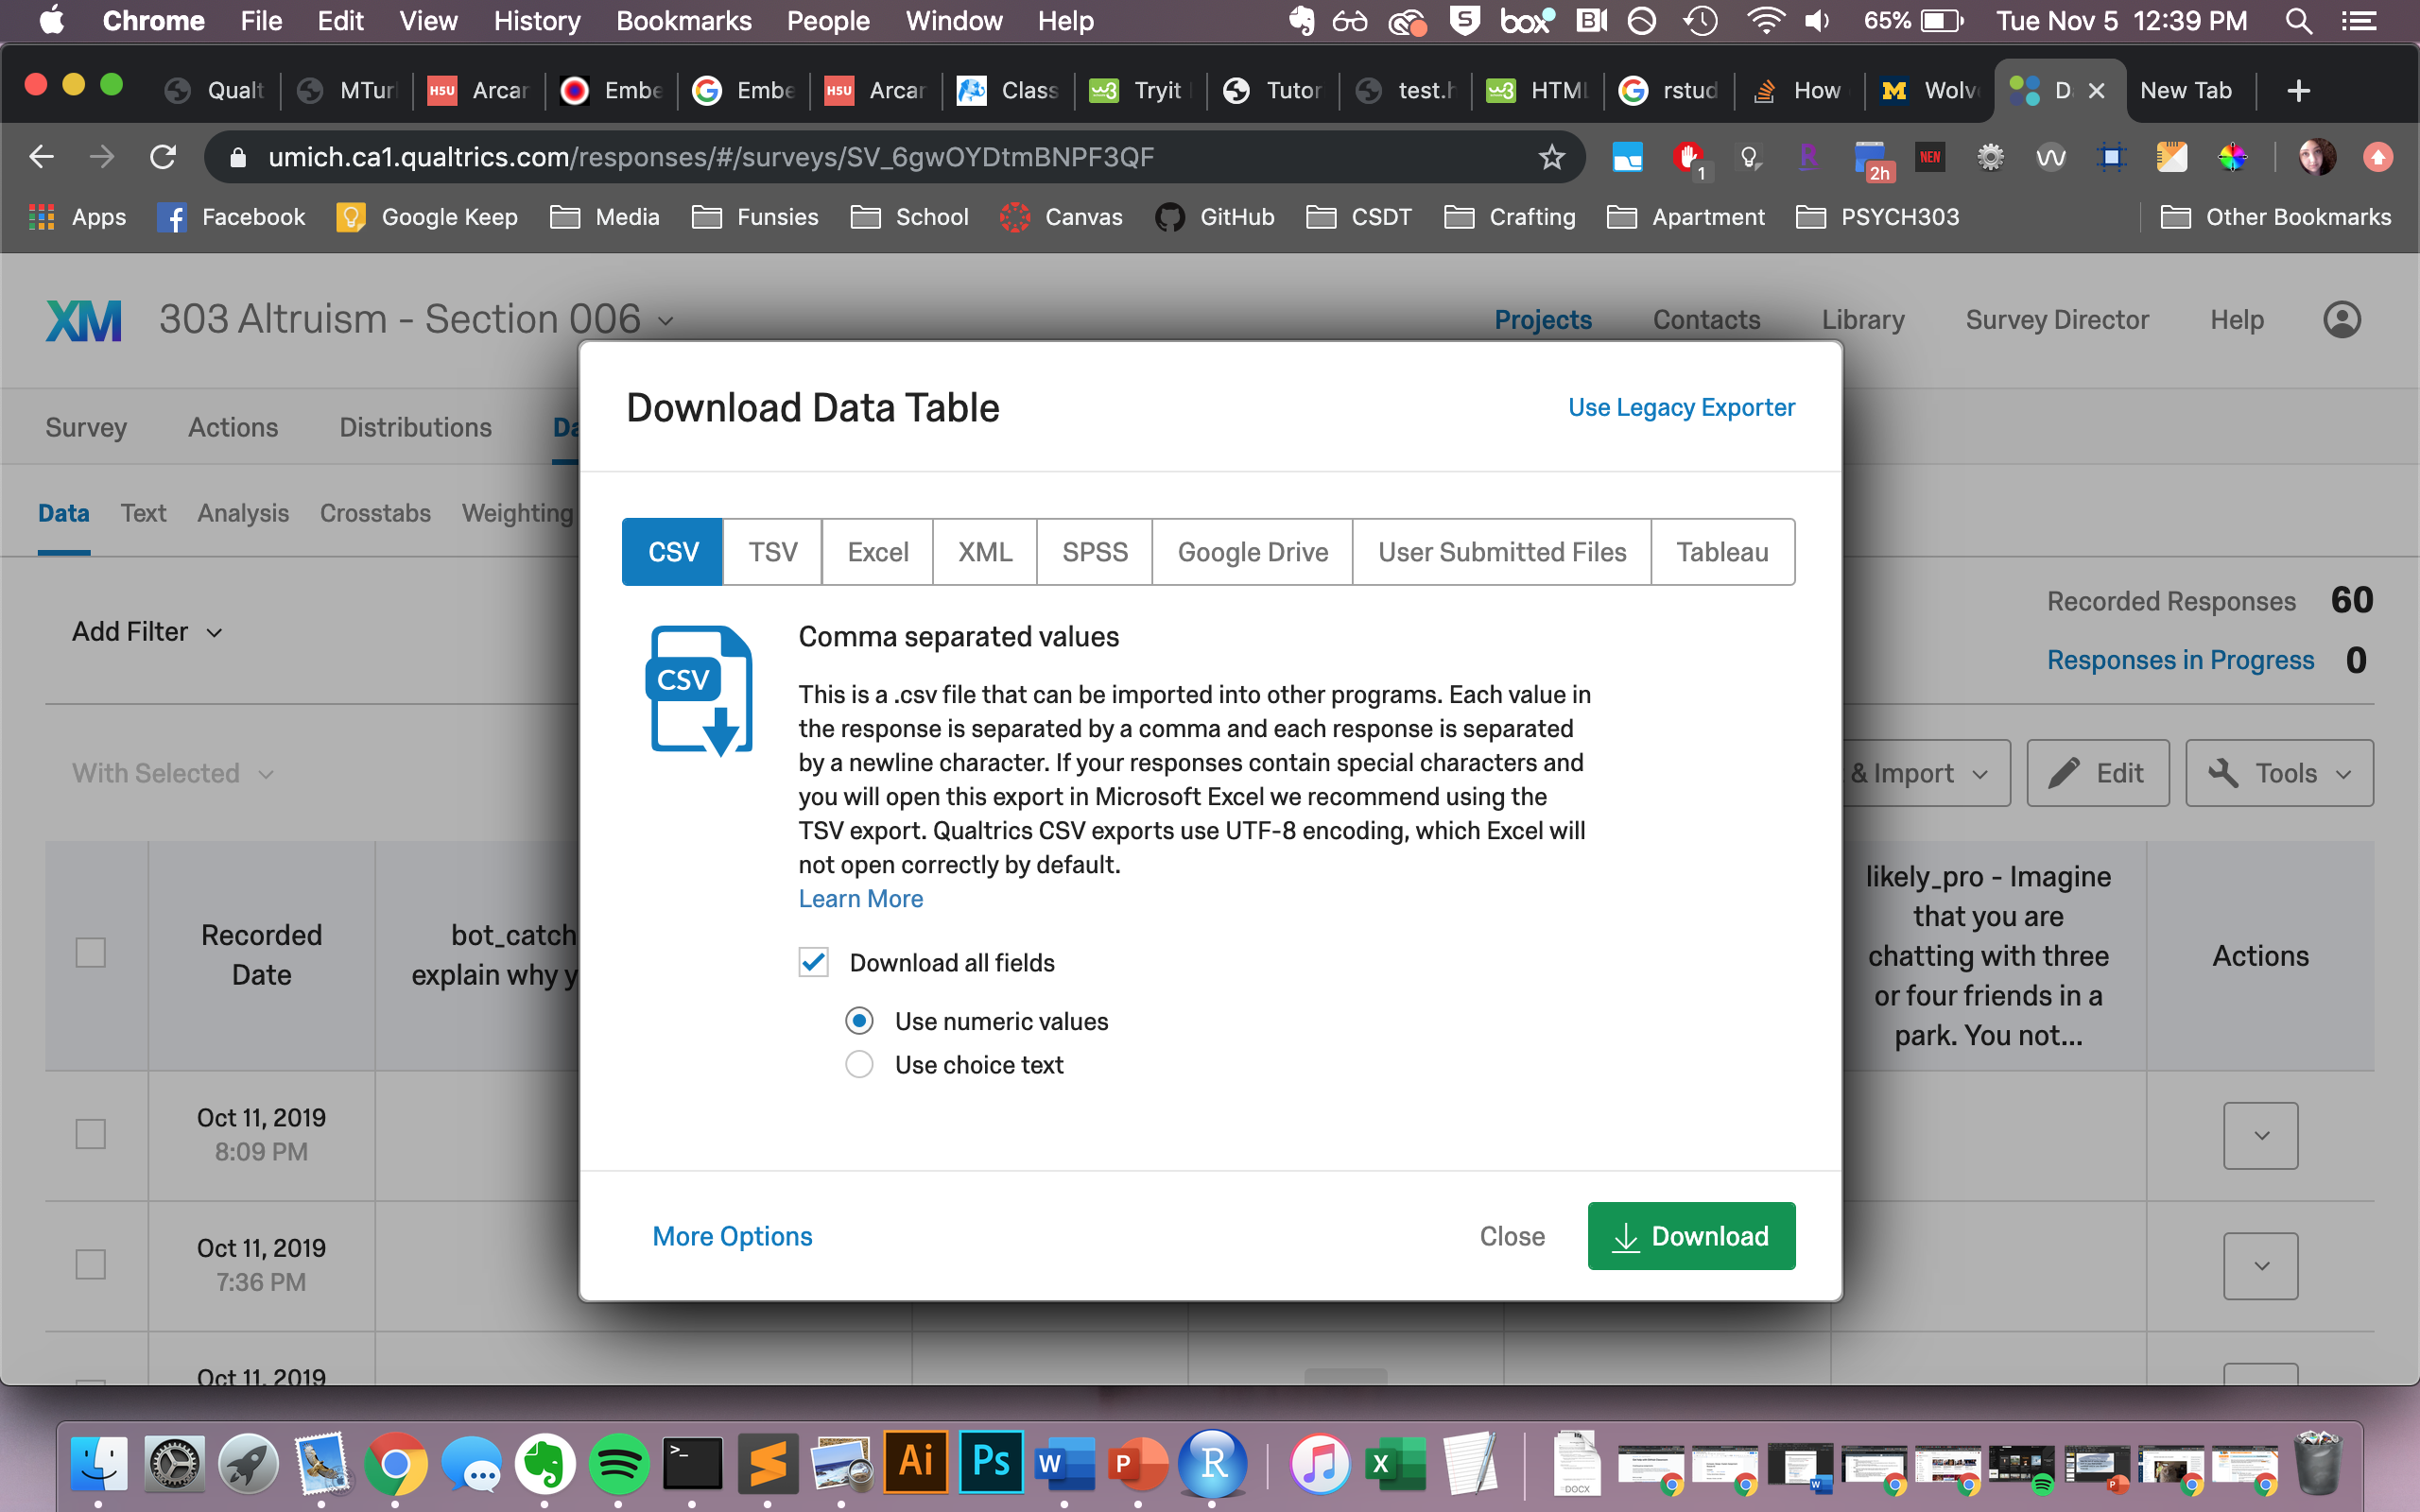 Chrome File Edit View History Bookmarks People Window Help box 65% Tue Nov 5 12:39 PM
Qualt MTur H5U Arcar Embe Embe H5U Arcar Class w3 Tryit Tutor test.h w3 HTML rstud How M Wolv D New Tab
umich.ca1.qualtrics.com/responses/#/surveys/SV_6gwOYDtmBNPF3QF 1 R 2h NEW
Apps Facebook Google Keep Media Funsies School Canvas GitHub CSDT Crafting Apartment PSYCH303 Other Bookmarks
XM 303 Altruism - Section 006 Projects Contacts Library Survey Director Help
Download Data Table Use Legacy Exporter
Survey Actions Distributions Da
Data Text Analysis Crosstabs Weighting
CSV TSV Excel XML SPSS Google Drive User Submitted Files Tableau
Recorded Responses 60
Responses in Progress 0
Add Filter
CSV
Comma separated values
This is a .csv file that can be imported into other programs. Each value in
the response is separated by a comma and each response is separated
by a newline character. If your responses contain special characters and
you will open this export in Microsoft Excel we recommend using the
TSV export. Qualtrics CSV exports use UTF-8 encoding, which Excel will
not open correctly by default.
Learn More
Download all fields
Use numeric values
Use choice text
More Options Close Download
With Selected & Import Edit Tools
Recorded
Date
bot_catch
explain why y
likely_pro - Imagine
that you are
chatting with three
or four friends in a
park. You not...
Actions
Oct 11, 2019
8:09 PM
Oct 11, 2019
7:36 PM
Oct 11, 2019
>_ Ai Ps W P R X DOCX